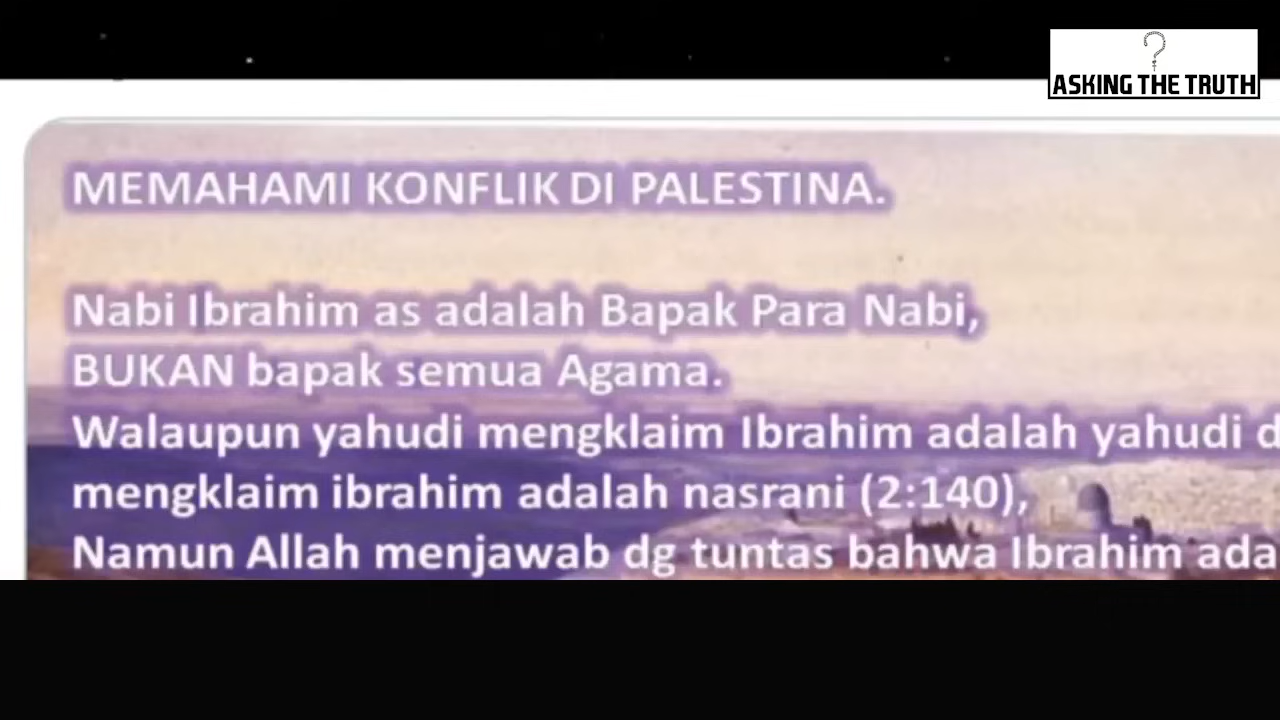 ASKING THE TRUTH
MEMAHAMI KONFLIK DI PALESTINA.
Nabi Ibrahim as adalah Bapak Para Nabi,
BUKAN bapak semua Agama.
Walaupun yahudi mengklaim Ibrahim adalah yahudi d
mengklaim ibrahim adalah nasrani (2:140),
Namun Allah menjawab dg tuntas bahwa Ibrahim ada